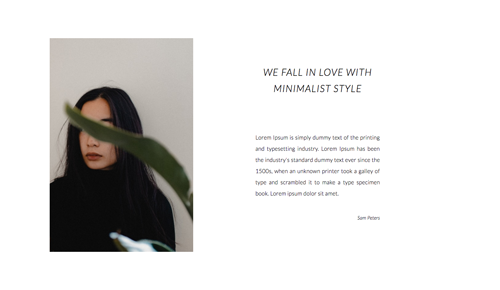 WE FALL IN LOVE WITH
MINIMALIST STYLE
Lorem Ipsum is simply dummy text of the printing
and typesetting industry. Lorem Ipsum has been
the industry's standard dummy text ever since the
1500s, when an unknown printer took a galley of
type and scrambled it to make a type specimen
book. Lorem ipsum dolor sit amet.
Sam Peters